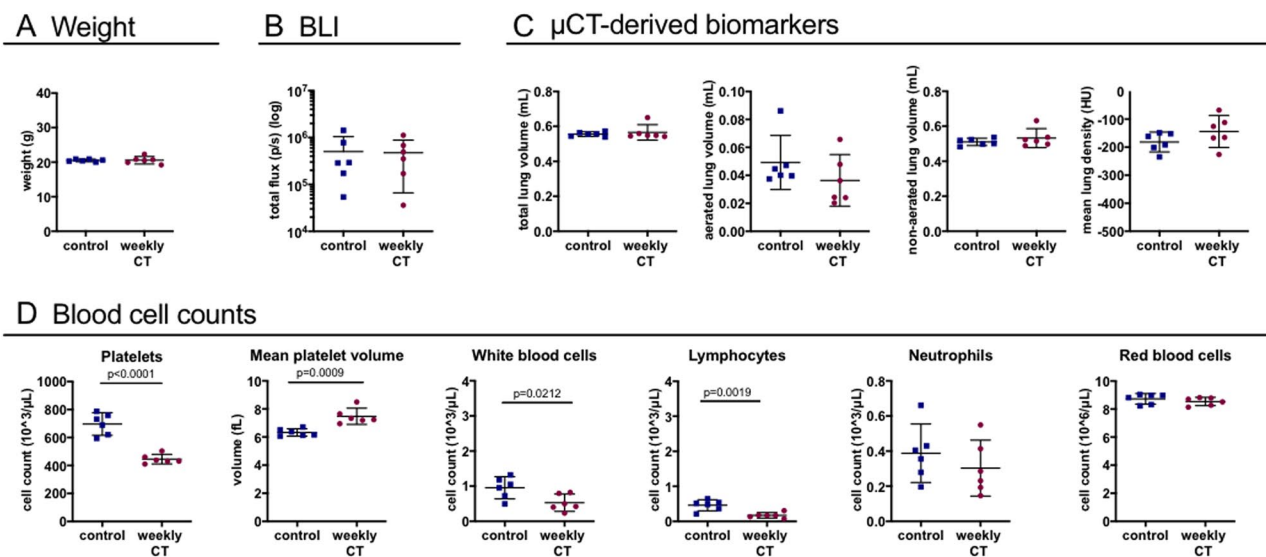 A Weight
B BLI
C µCT-derived biomarkers
weight (g)
40
30
20
10
0
control
weekly
CT
total flux (p/s) (log)
10^7
10^6
10^5
10^4
control
weekly
CT
total lung volume (mL)
0.8
0.6
0.4
0.2
0.0
control
weekly
CT
aerated lung volume (mL)
0.10
0.08
0.06
0.04
0.02
0.00
control
weekly
CT
non-aerated lung volume (mL)
0.8
0.6
0.4
0.2
0.0
control
weekly
CT
mean lung density (HU)
0
-100
-200
-300
-400
-500
control
weekly
CT
D Blood cell counts
Platelets
p<0.0001
cell count (10^3/µL)
1000
800
600
400
200
0
control
weekly
CT
Mean platelet volume
p=0.0009
volume (fL)
10
8
6
4
2
0
control
weekly
CT
White blood cells
p=0.0212
cell count (10^3/µL)
4
3
2
1
0
control
weekly
CT
Lymphocytes
p=0.0019
cell count (10^3/µL)
4
3
2
1
0
control
weekly
CT
Neutrophils
cell count (10^3/µL)
0.8
0.6
0.4
0.2
0.0
control
weekly
CT
Red blood cells
cell count (10^6/µL)
10
8
6
4
2
0
control
weekly
CT